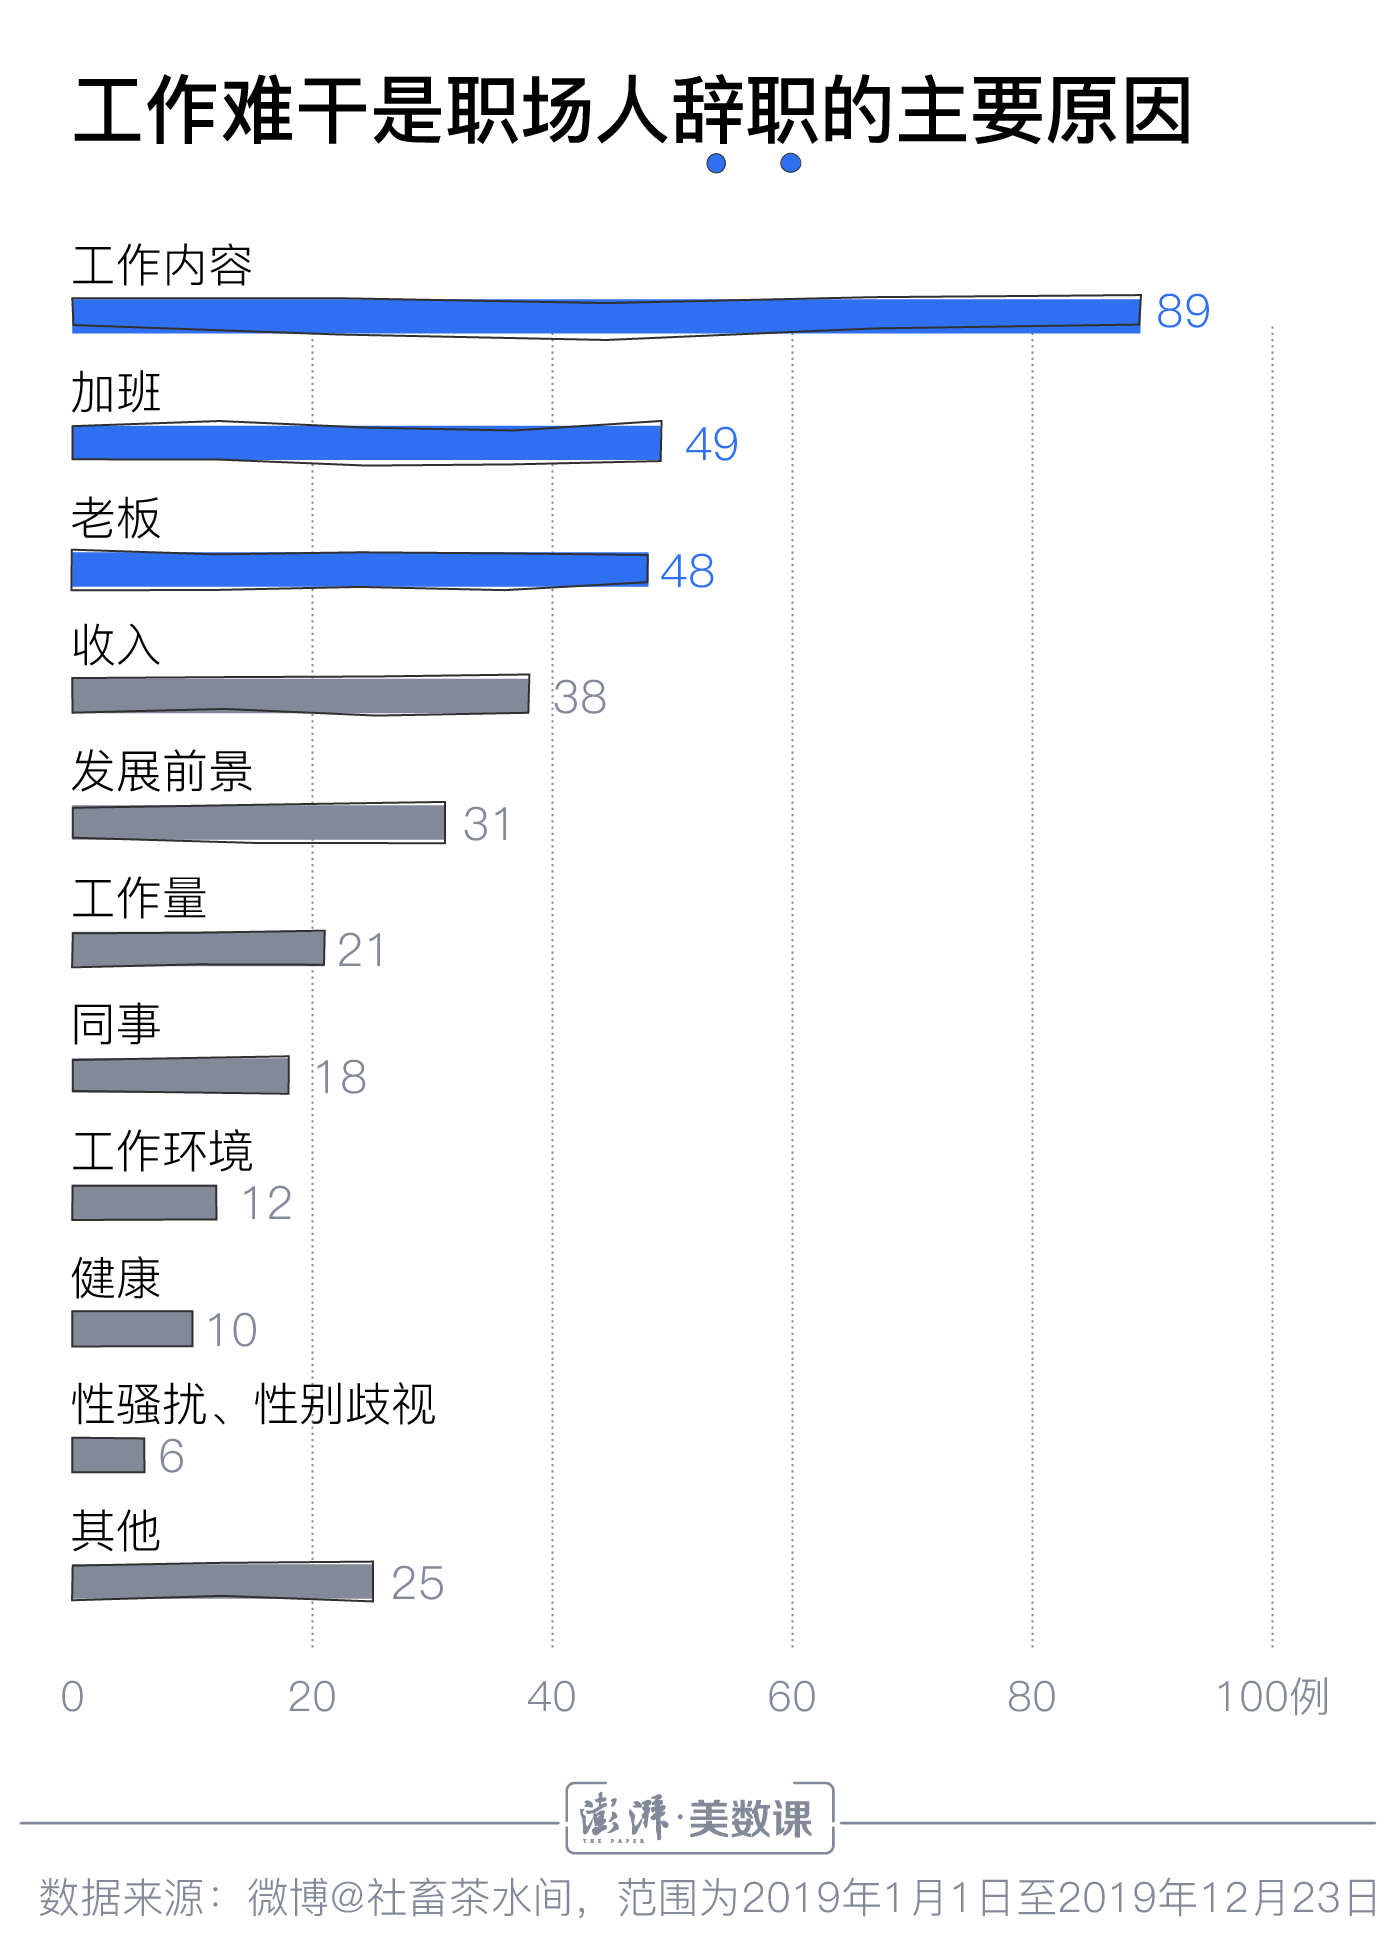 工作难干是职场人辞职的主要原因
工作内容
89
加班
49
老板
48
收入
38
发展前景
31
工作量
21
同事
18
工作环境
12
健康
10
性骚扰、性别歧视
6
其他
25
0 20 40 60 80 100例
澎湃·美数课
THE PAPER
数据来源：微博@社畜茶水间，范围为2019年1月1日至2019年12月23日